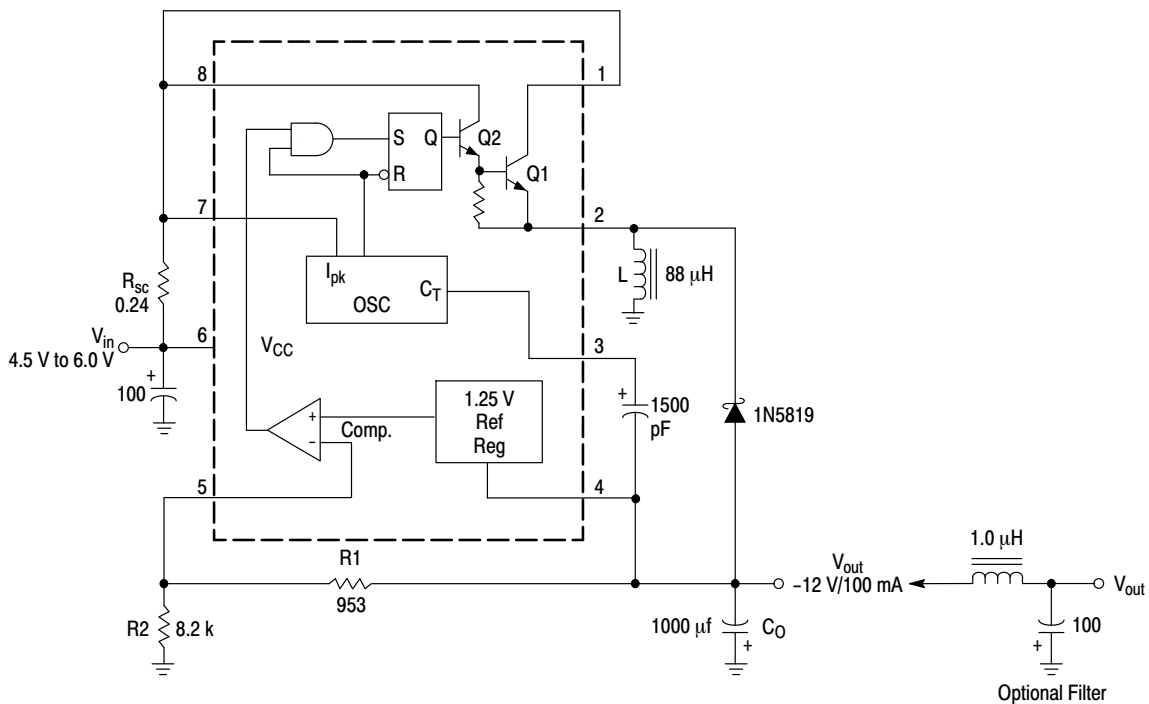 8
1
S
Q
R
Q2
Q1
7
2
Ipk
OSC
CT
L
88 μH
Rsc
0.24
Vin
4.5 V to 6.0 V
6
VCC
3
+
100
+
1500
pF
1N5819
+
−
Comp.
1.25 V
Ref
Reg
5
4
R1
953
R2
8.2 k
Vout
−12 V/100 mA
1.0 μH
Vout
1000 μf
CO
+
100
+
Optional Filter